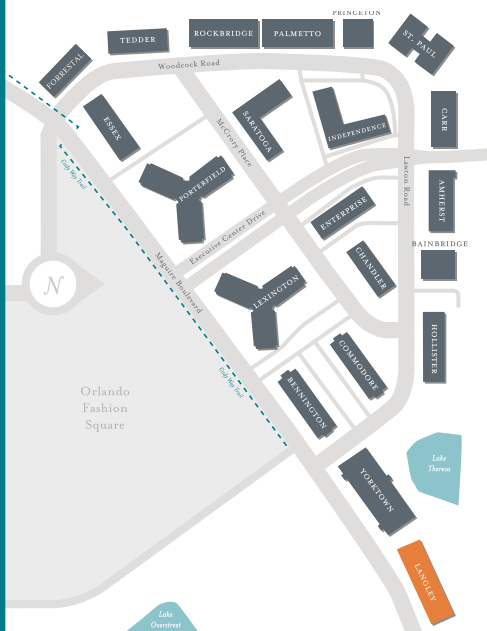 PRINCETON
ROCKBRIDGE
PALMETTO
ST. PAUL
TEDDER
FORRESTAL
Woodcock Road
ESSEX
SARATOGA
McCrory Place
INDEPENDENCE
CARR
Cady Way Trail
PORTERFIELD
Lawton Road
AMHERST
ENTERPRISE
Executive Center Drive
BAINBRIDGE
CHANDLER
Maguire Boulevard
N
LEXINGTON
HOLLISTER
COMMODORE
Cady Way Trail
BENNINGTON
Orlando
Fashion
Square
Lake
Theresa
YORKTOWN
LANGLEY
Lake
Overstreet